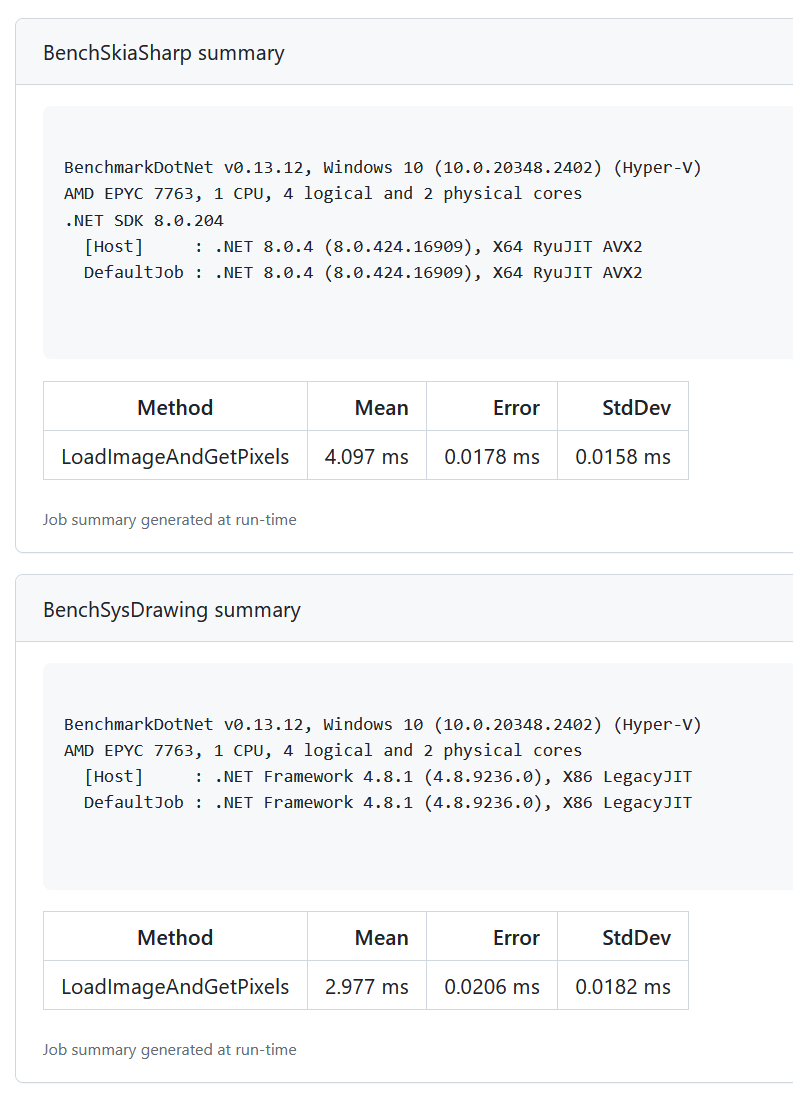 BenchSkiaSharp summary
BenchmarkDotNet v0.13.12, Windows 10 (10.0.20348.2402) (Hyper-V)
AMD EPYC 7763, 1 CPU, 4 logical and 2 physical cores
.NET SDK 8.0.204
[Host]     : .NET 8.0.4 (8.0.424.16909), X64 RyuJIT AVX2
DefaultJob : .NET 8.0.4 (8.0.424.16909), X64 RyuJIT AVX2
Method Mean Error StdDev
LoadImageAndGetPixels 4.097 ms 0.0178 ms 0.0158 ms
Job summary generated at run-time
BenchSysDrawing summary
BenchmarkDotNet v0.13.12, Windows 10 (10.0.20348.2402) (Hyper-V)
AMD EPYC 7763, 1 CPU, 4 logical and 2 physical cores
[Host]     : .NET Framework 4.8.1 (4.8.9236.0), X86 LegacyJIT
DefaultJob : .NET Framework 4.8.1 (4.8.9236.0), X86 LegacyJIT
Method Mean Error StdDev
LoadImageAndGetPixels 2.977 ms 0.0206 ms 0.0182 ms
Job summary generated at run-time